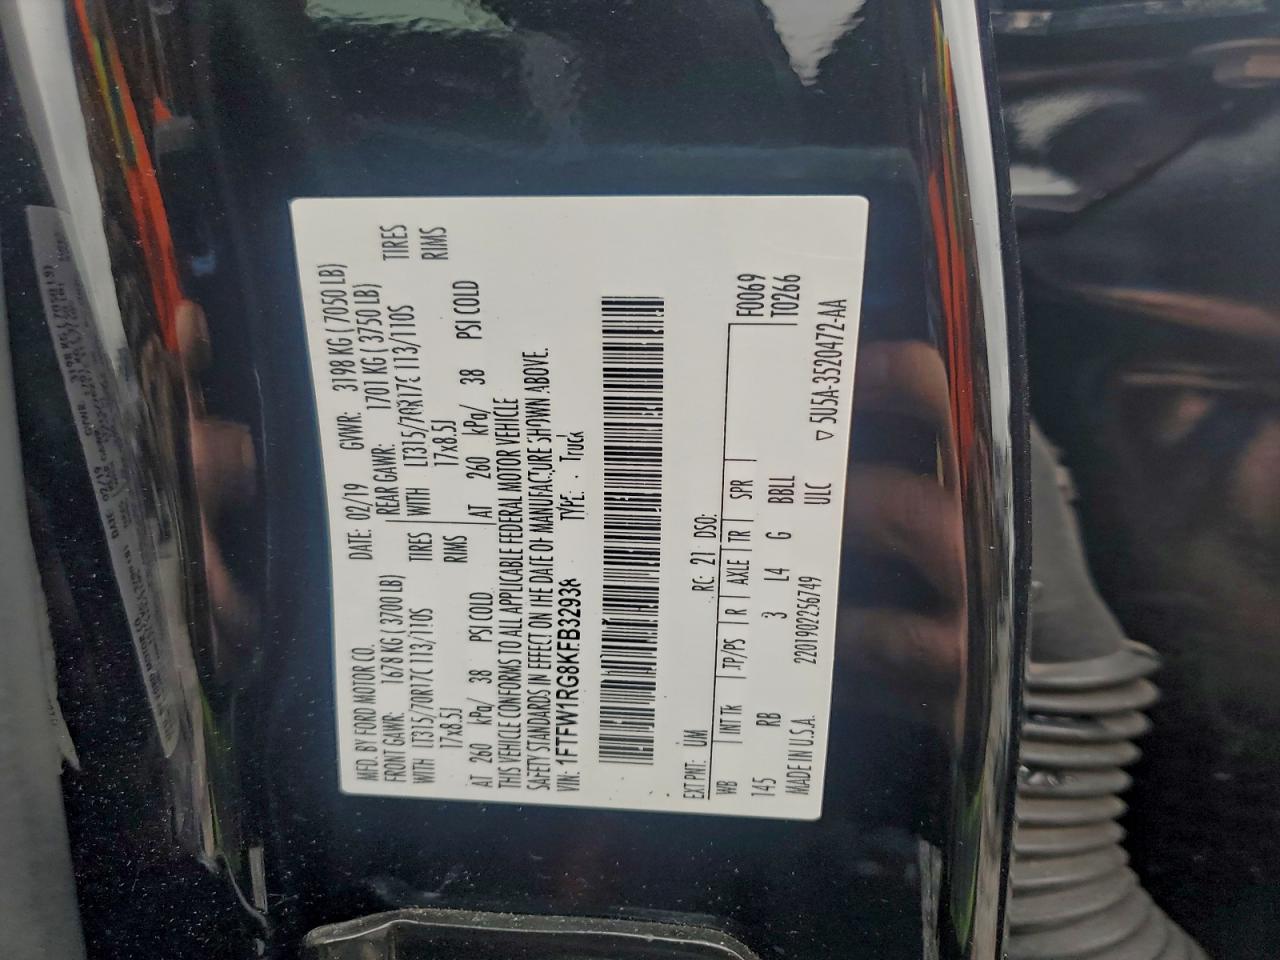 MFD. BY FORD MOTOR CO.
DATE: 02/19 GVWR: 3198 KG ( 7050 LB)
FRONT GAWR: 1678 KG ( 3700 LB) REAR GAWR: 1701 KG ( 3750 LB)
WITH LT315/70R17C 113/110S TIRES WITH LT315/70R17C 113/110S TIRES
17x8.5J RIMS 17x8.5J RIMS
AT 260 kPa/ 38 PSI COLD AT 260 kPa/ 38 PSI COLD
THIS VEHICLE CONFORMS TO ALL APPLICABLE FEDERAL MOTOR VEHICLE
SAFETY STANDARDS IN EFFECT ON THE DATE OF MANUFACTURE SHOWN ABOVE.
VIN: 1FTFW1RG8KFB32938 TYPE: Truck
EXT PNT: UM RC: 21 DSO:
WB INT TR TP/PS R AXLE TR SPR F0069
145 RB 3 L4 G BBLL T0266
MADE IN U.S.A. 2201902256749 ULC ▽ 5U5A-3520472-AA